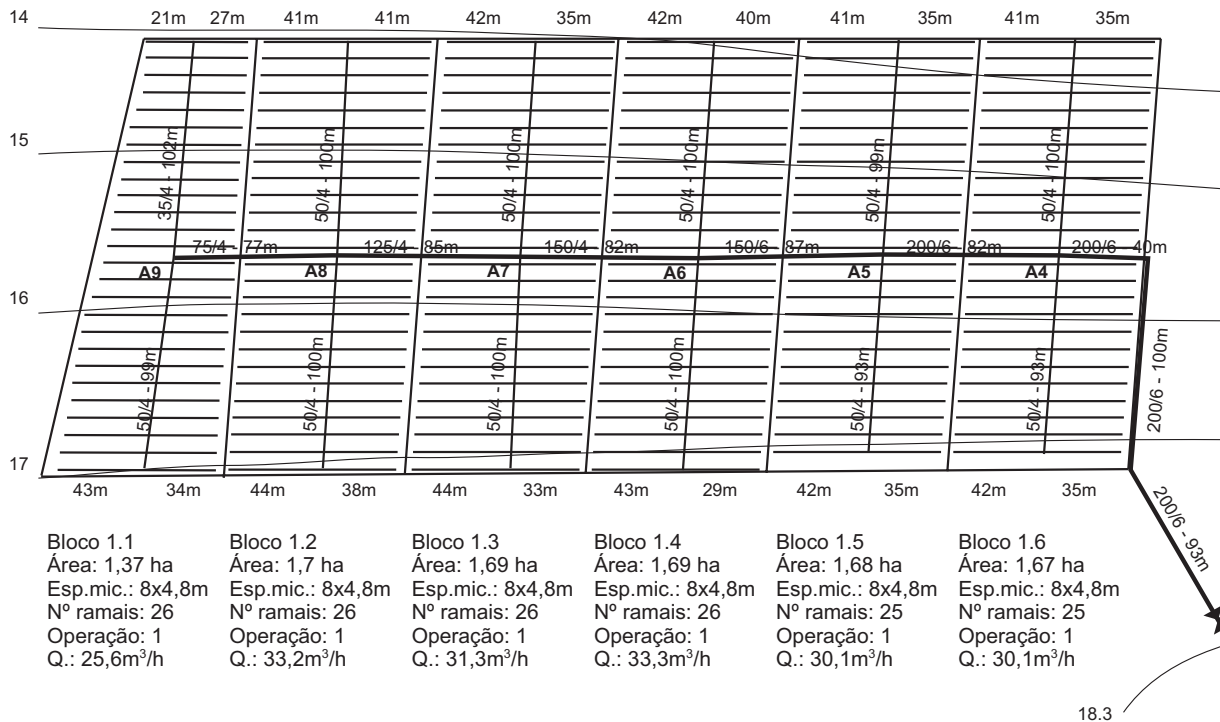 14
21m 27m 41m 41m 42m 35m 42m 40m 41m 35m 41m 35m
15
35/4 - 102m
50/4 - 100m
50/4 - 100m
50/4 - 100m
50/4 - 99m
50/4 - 100m
75/4 - 77m 125/4 - 85m 150/4 - 82m 150/6 - 87m 200/6 - 82m 200/6 - 40m
A9 A8 A7 A6 A5 A4
16
50/4 - 99m
50/4 - 100m
50/4 - 100m
50/4 - 100m
50/4 - 93m
50/4 - 93m
200/6 - 100m
17
43m 34m 44m 38m 44m 33m 43m 29m 42m 35m 42m 35m
200/6 - 93m
Bloco 1.1
Área: 1,37 ha
Esp.mic.: 8x4,8m
Nº ramais: 26
Operação: 1
Q.: 25,6m³/h
Bloco 1.2
Área: 1,7 ha
Esp.mic.: 8x4,8m
Nº ramais: 26
Operação: 1
Q.: 33,2m³/h
Bloco 1.3
Área: 1,69 ha
Esp.mic.: 8x4,8m
Nº ramais: 26
Operação: 1
Q.: 31,3m³/h
Bloco 1.4
Área: 1,69 ha
Esp.mic.: 8x4,8m
Nº ramais: 26
Operação: 1
Q.: 33,3m³/h
Bloco 1.5
Área: 1,68 ha
Esp.mic.: 8x4,8m
Nº ramais: 25
Operação: 1
Q.: 30,1m³/h
Bloco 1.6
Área: 1,67 ha
Esp.mic.: 8x4,8m
Nº ramais: 25
Operação: 1
Q.: 30,1m³/h
18.3